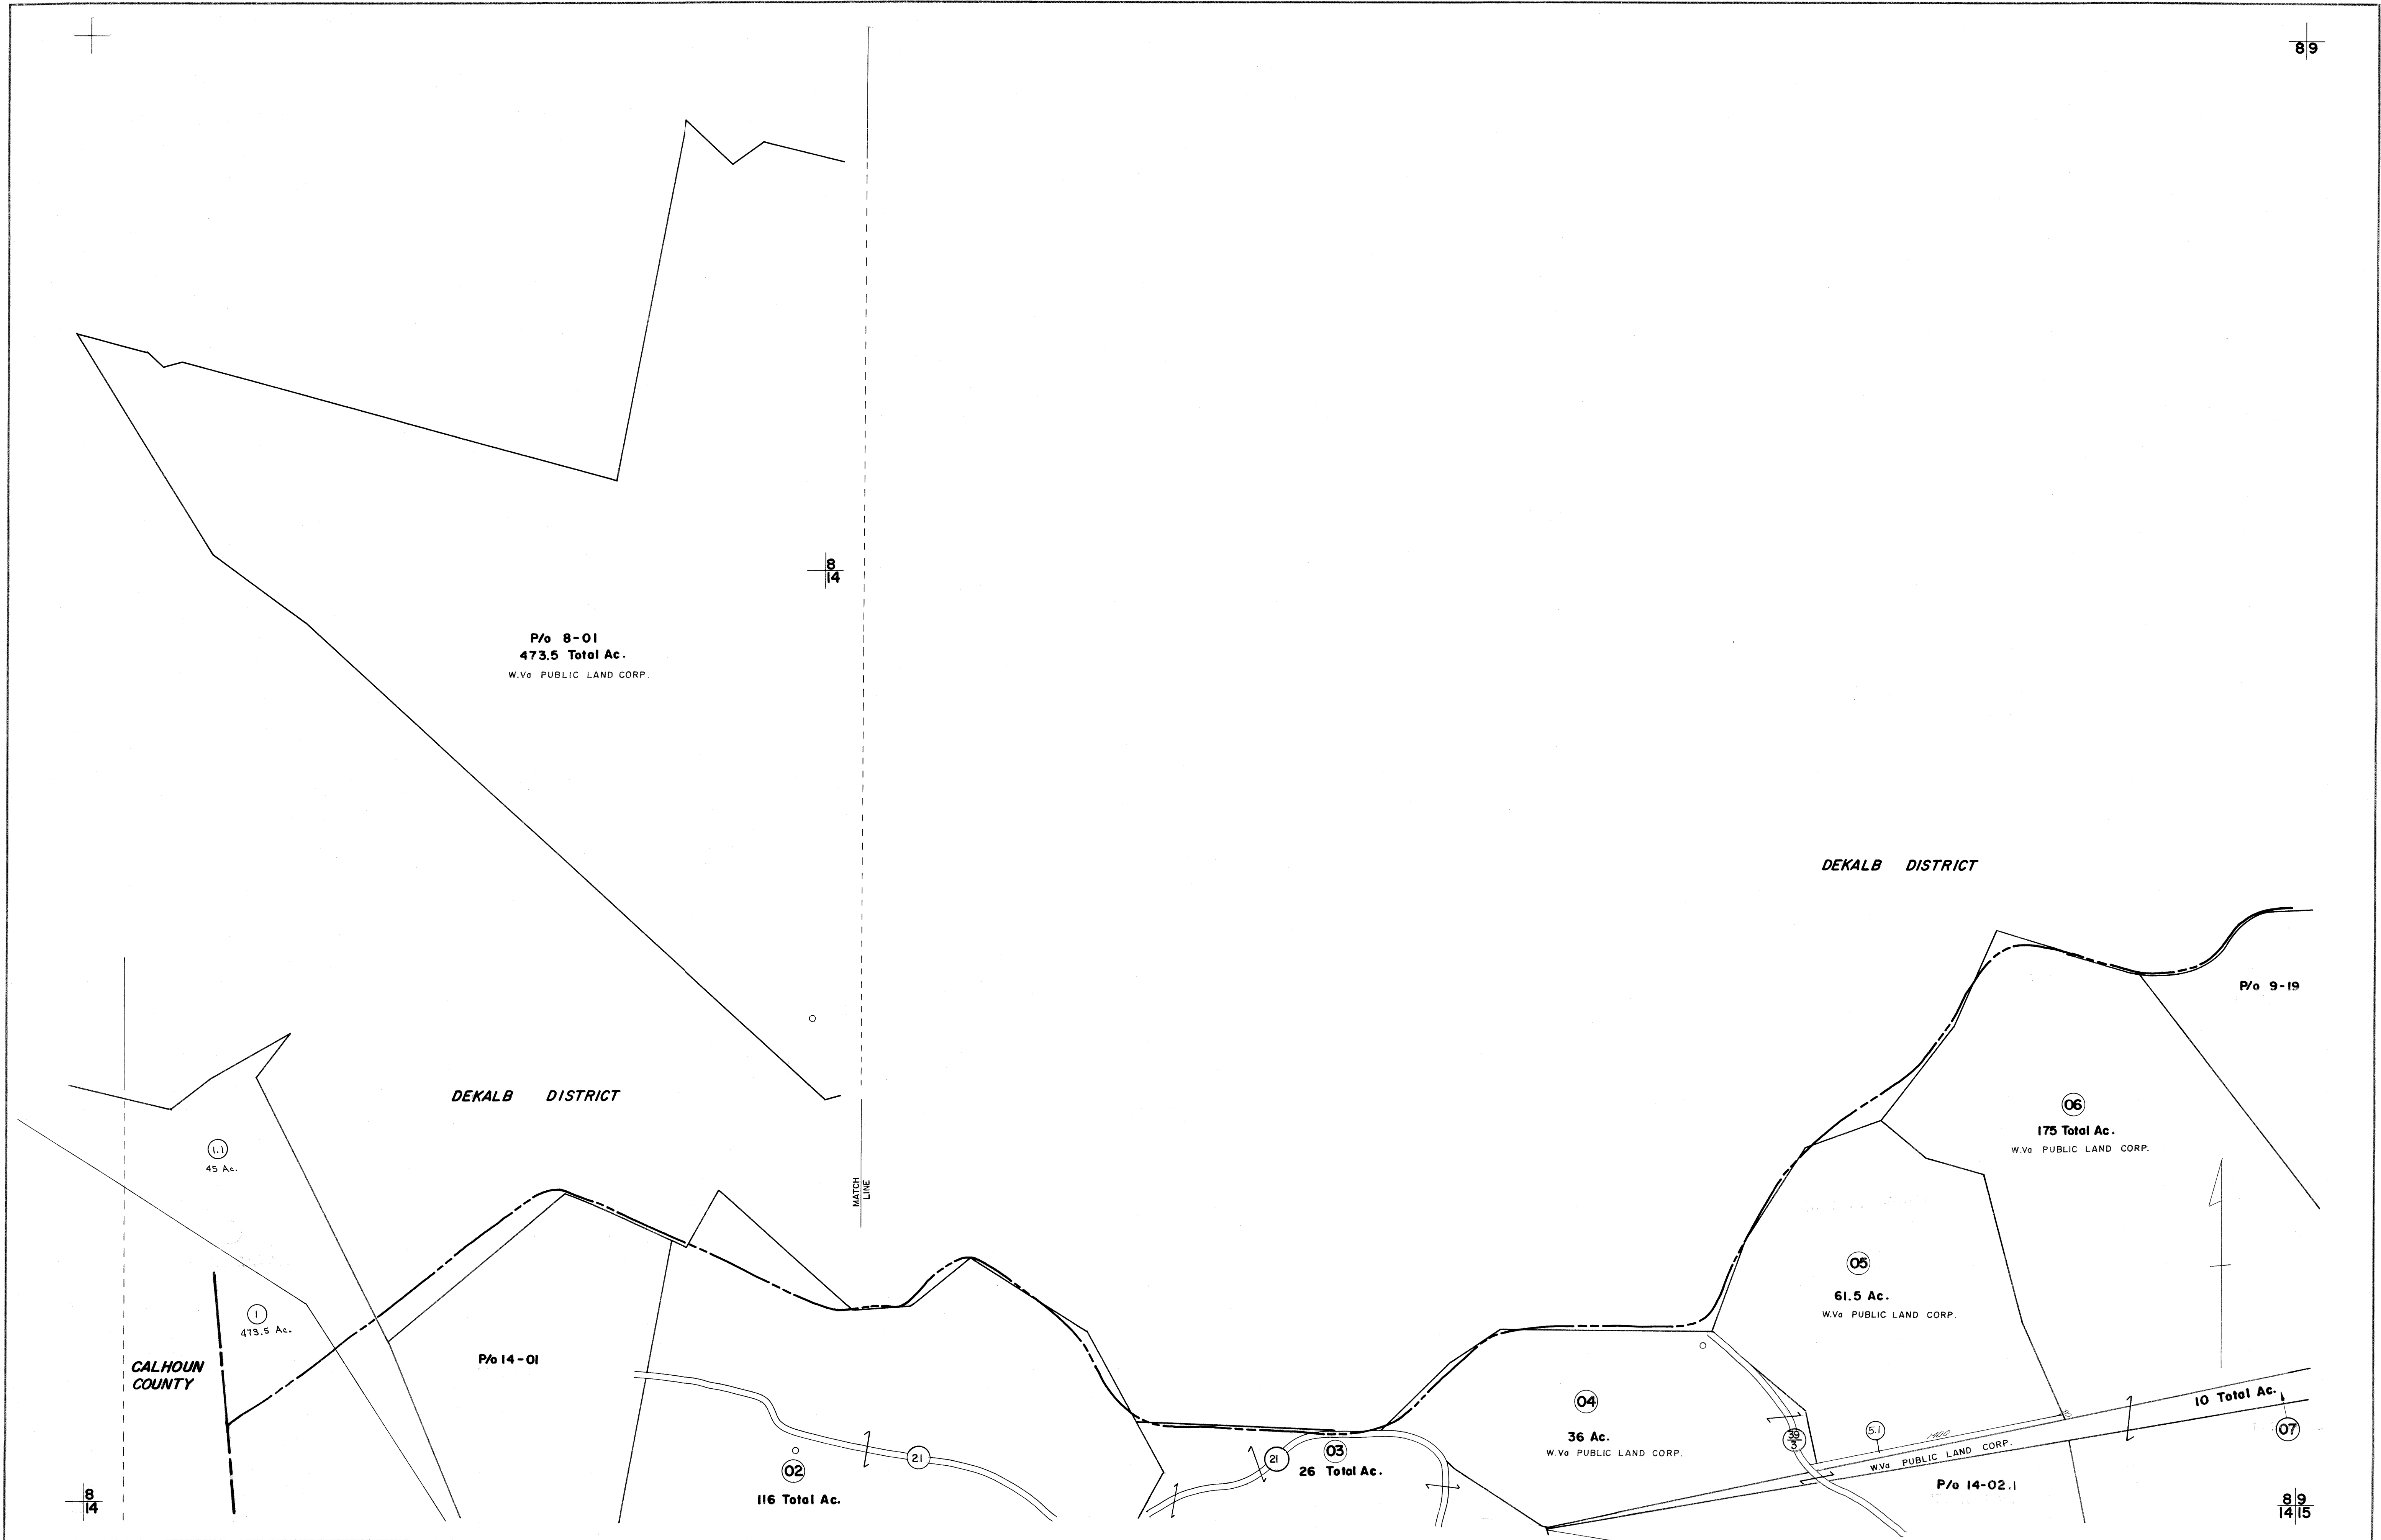 8 9
8
14
P/o 8-01
473.5 Total Ac.
W.Va PUBLIC LAND CORP.
DEKALB DISTRICT
P/o 9-19
DEKALB DISTRICT
06
175 Total Ac.
W.Va PUBLIC LAND CORP.
1.1
45 Ac.
MATCH
LINE
05
61.5 Ac.
W.Va PUBLIC LAND CORP.
1
473.5 Ac.
CALHOUN
COUNTY
P/o 14-01
04
36 Ac.
W.Va PUBLIC LAND CORP.
10 Total Ac.
07
39
3
5.1
1400
W.Va PUBLIC LAND CORP.
21
21
03
26 Total Ac.
02
116 Total Ac.
P/o 14-02.1
8
14
8 9
14 15